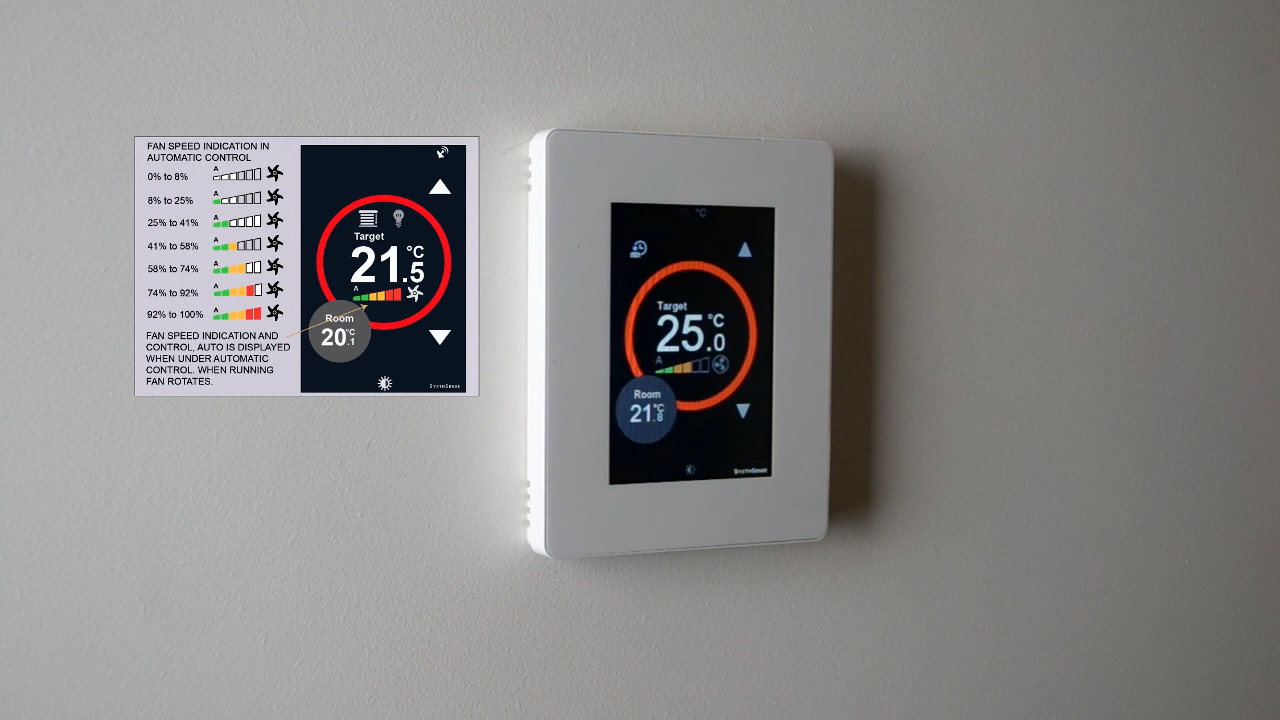 FAN SPEED INDICATION IN
AUTOMATIC CONTROL
0% to 8% A
8% to 25% A
25% to 41% A
41% to 58% A
58% to 74% A
74% to 92% A
92% to 100% A
FAN SPEED INDICATION AND
CONTROL, AUTO IS DISPLAYED
WHEN UNDER AUTOMATIC
CONTROL. WHEN RUNNING
FAN ROTATES.
Target
21.5°C
A
Room
20.1°C
SYNTHSENSE
°C
Target
25.0°C
A
Room
21.8°C
SYNTHSENSE